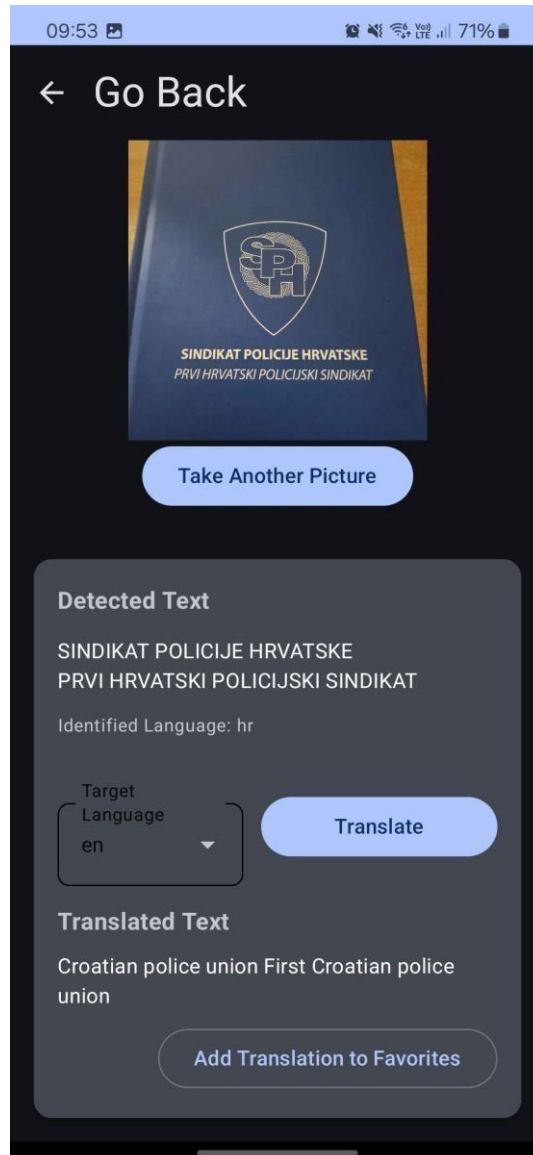 09:53
VoI) LTE 71%
← Go Back
SPH
SINDIKAT POLICIJE HRVATSKE
PRVI HRVATSKI POLICIJSKI SINDIKAT
Take Another Picture
Detected Text
SINDIKAT POLICIJE HRVATSKE
PRVI HRVATSKI POLICIJSKI SINDIKAT
Identified Language: hr
Target
Language
en
Translate
Translated Text
Croatian police union First Croatian police
union
Add Translation to Favorites